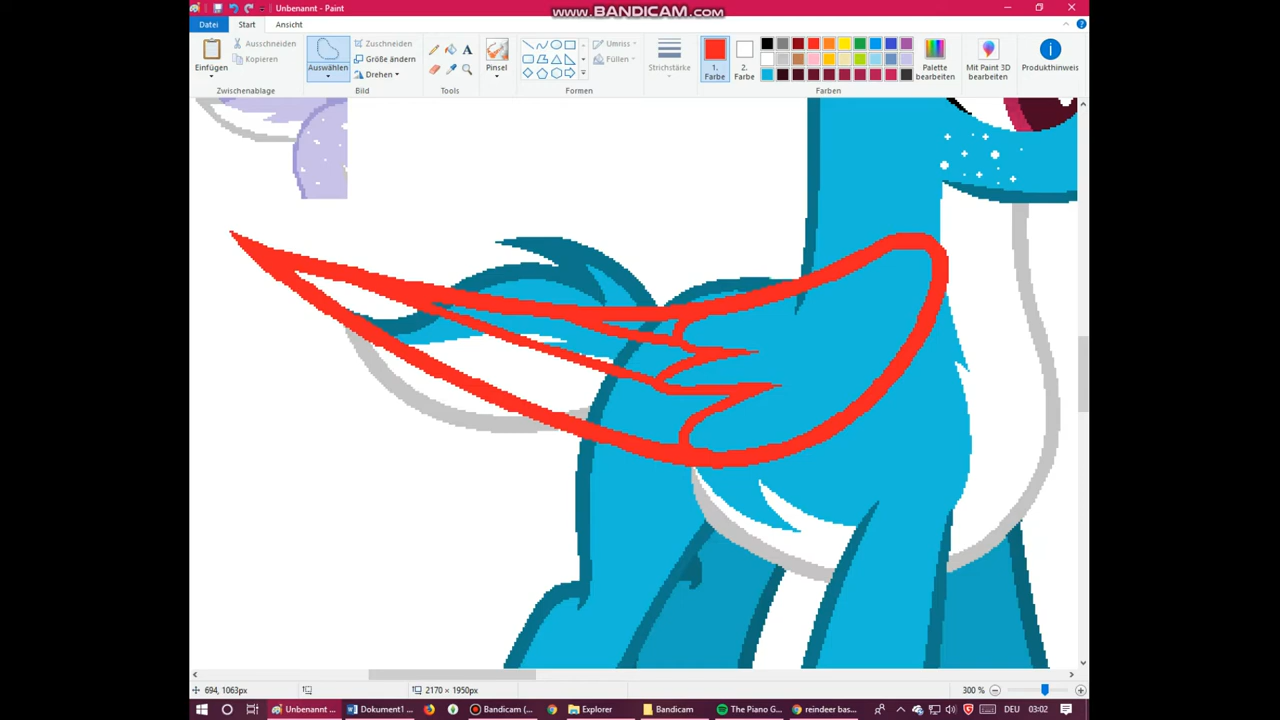 Unbenannt - Paint
www.BANDICAM.com
Datei Start Ansicht
Einfügen
Ausschneiden
Kopieren
Zwischenablage
Auswählen
Zuschneiden
Größe ändern
Drehen
Bild
A
Tools
Pinsel
Umriss
Füllen
Formen
Strichstärke
1.
Farbe
2.
Farbe
Palette
bearbeiten
Farben
Mit Paint 3D
bearbeiten
Produkthinweis
694, 1063px
2170 × 1950px
300 %
Unbenannt ...
Dokument1 ...
Bandicam (...
Explorer
Bandicam
The Piano G...
reindeer bas...
DEU
03:02